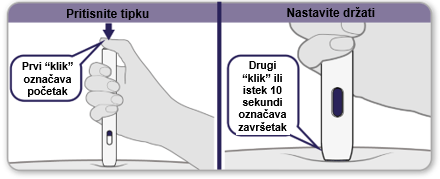 Pritisnite tipku
Prvi “klik”
označava
početak
Nastavite držati
Drugi
“klik” ili
istek 10
sekundi
označava
završetak